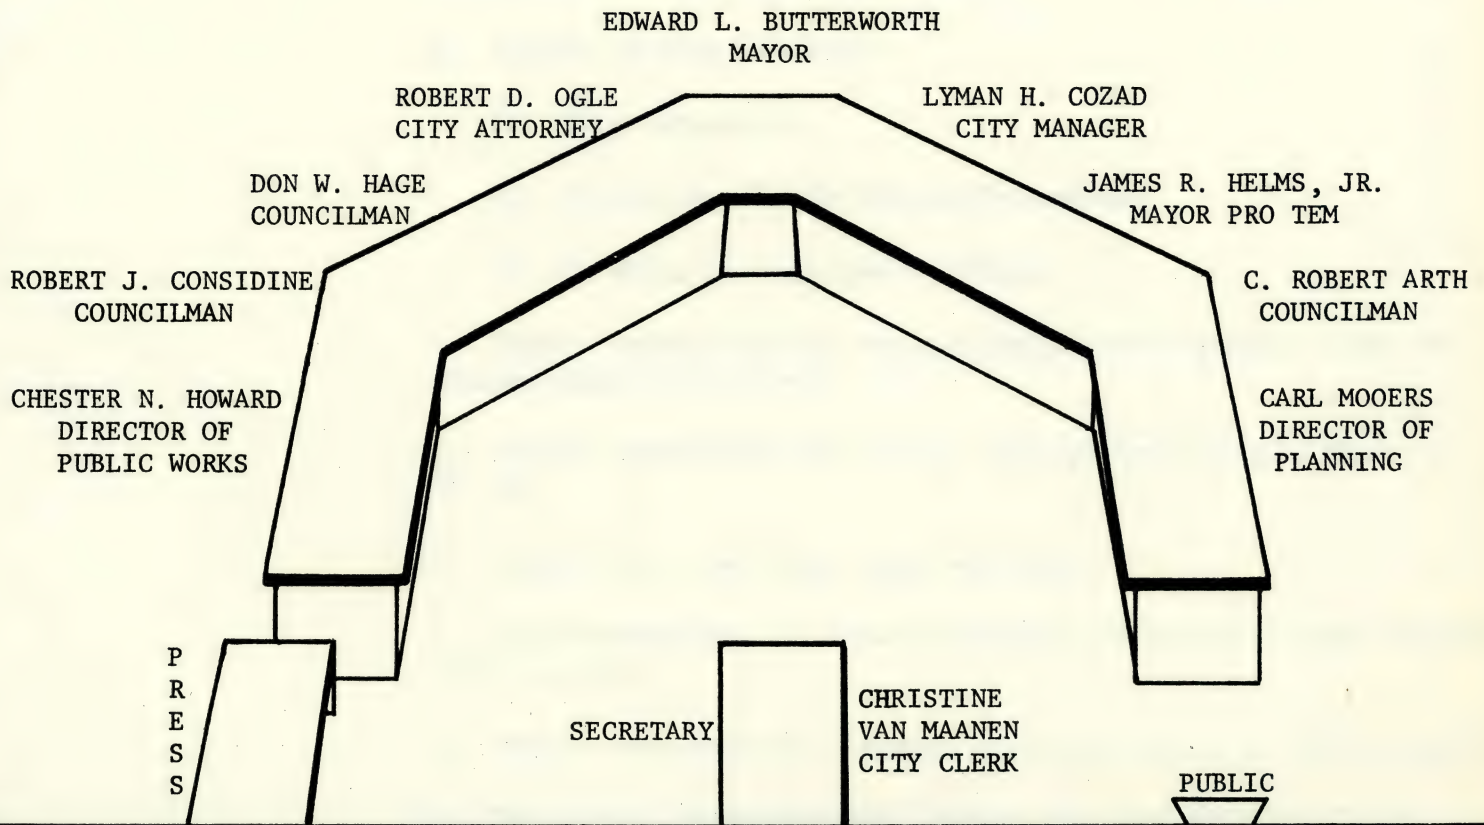 EDWARD L. BUTTERWORTH
MAYOR
ROBERT D. OGLE
CITY ATTORNEY
LYMAN H. COZAD
CITY MANAGER
DON W. HAGE
COUNCILMAN
JAMES R. HELMS, JR.
MAYOR PRO TEM
ROBERT J. CONSIDINE
COUNCILMAN
C. ROBERT ARTH
COUNCILMAN
CHESTER N. HOWARD
DIRECTOR OF
PUBLIC WORKS
CARL MOOERS
DIRECTOR OF
PLANNING
PRESS
SECRETARY
CHRISTINE
VAN MAANEN
CITY CLERK
PUBLIC